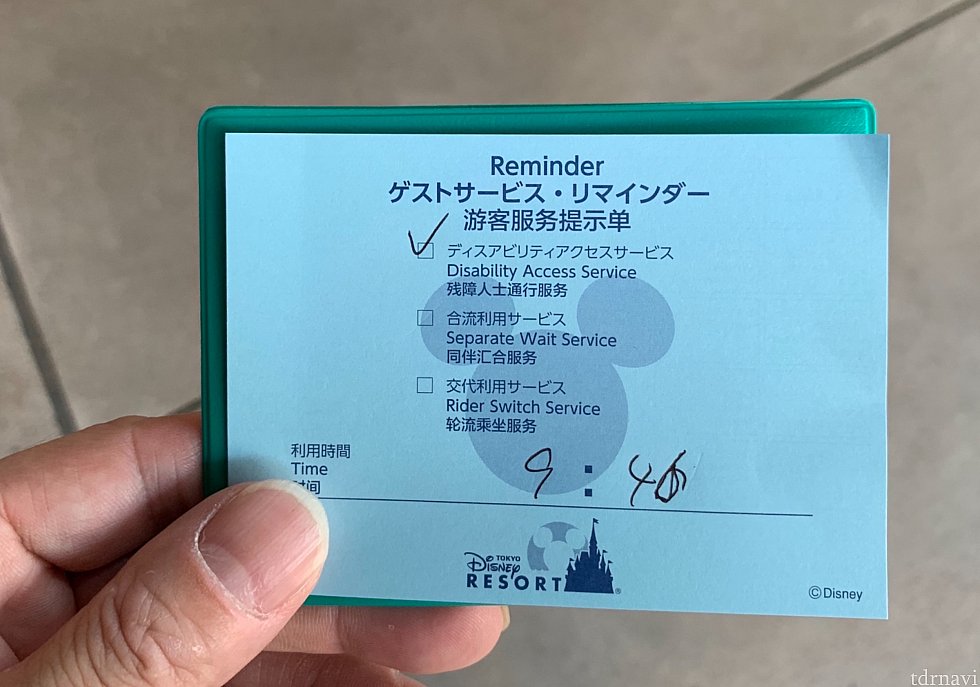 Reminder
ゲストサービス・リマインダー
游客服务提示单
ディスアビリティアクセスサービス
Disability Access Service
残障人士通行服务
合流利用サービス
Separate Wait Service
同伴汇合服务
交代利用サービス
Rider Switch Service
轮流乘坐服务
利用時間
Time
时间
9 :
TOKYO
Disney
RESORT®
©Disney
tdrnavi